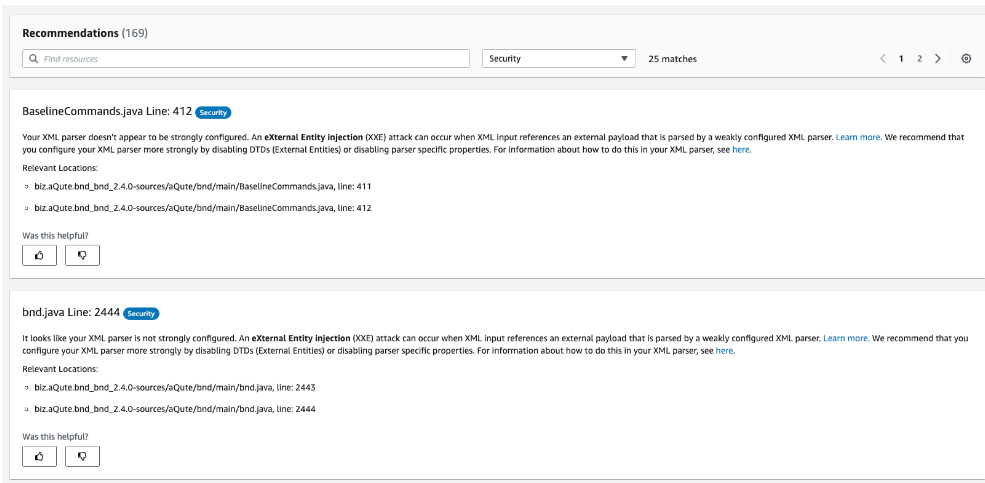 Recommendations (169)
Find resources
Security
25 matches
1 2
BaselineCommands.java Line: 412 Security
Your XML parser doesn't appear to be strongly configured. An eXternal Entity injection (XXE) attack can occur when XML input references an external payload that is parsed by a weakly configured XML parser. Learn more. We recommend that
you configure your XML parser more strongly by disabling DTDs (External Entities) or disabling parser specific properties. For information about how to do this in your XML parser, see here.
Relevant Locations:
biz.aQute.bnd_bnd_2.4.0-sources/aQute/bnd/main/BaselineCommands.java, line: 411
biz.aQute.bnd_bnd_2.4.0-sources/aQute/bnd/main/BaselineCommands.java, line: 412
Was this helpful?
bnd.java Line: 2444 Security
It looks like your XML parser is not strongly configured. An eXternal Entity injection (XXE) attack can occur when XML input references an external payload that is parsed by a weakly configured XML parser. Learn more. We recommend that you
configure your XML parser more strongly by disabling DTDs (External Entities) or disabling parser specific properties. For information about how to do this in your XML parser, see here.
Relevant Locations:
biz.aQute.bnd_bnd_2.4.0-sources/aQute/bnd/main/bnd.java, line: 2443
biz.aQute.bnd_bnd_2.4.0-sources/aQute/bnd/main/bnd.java, line: 2444
Was this helpful?